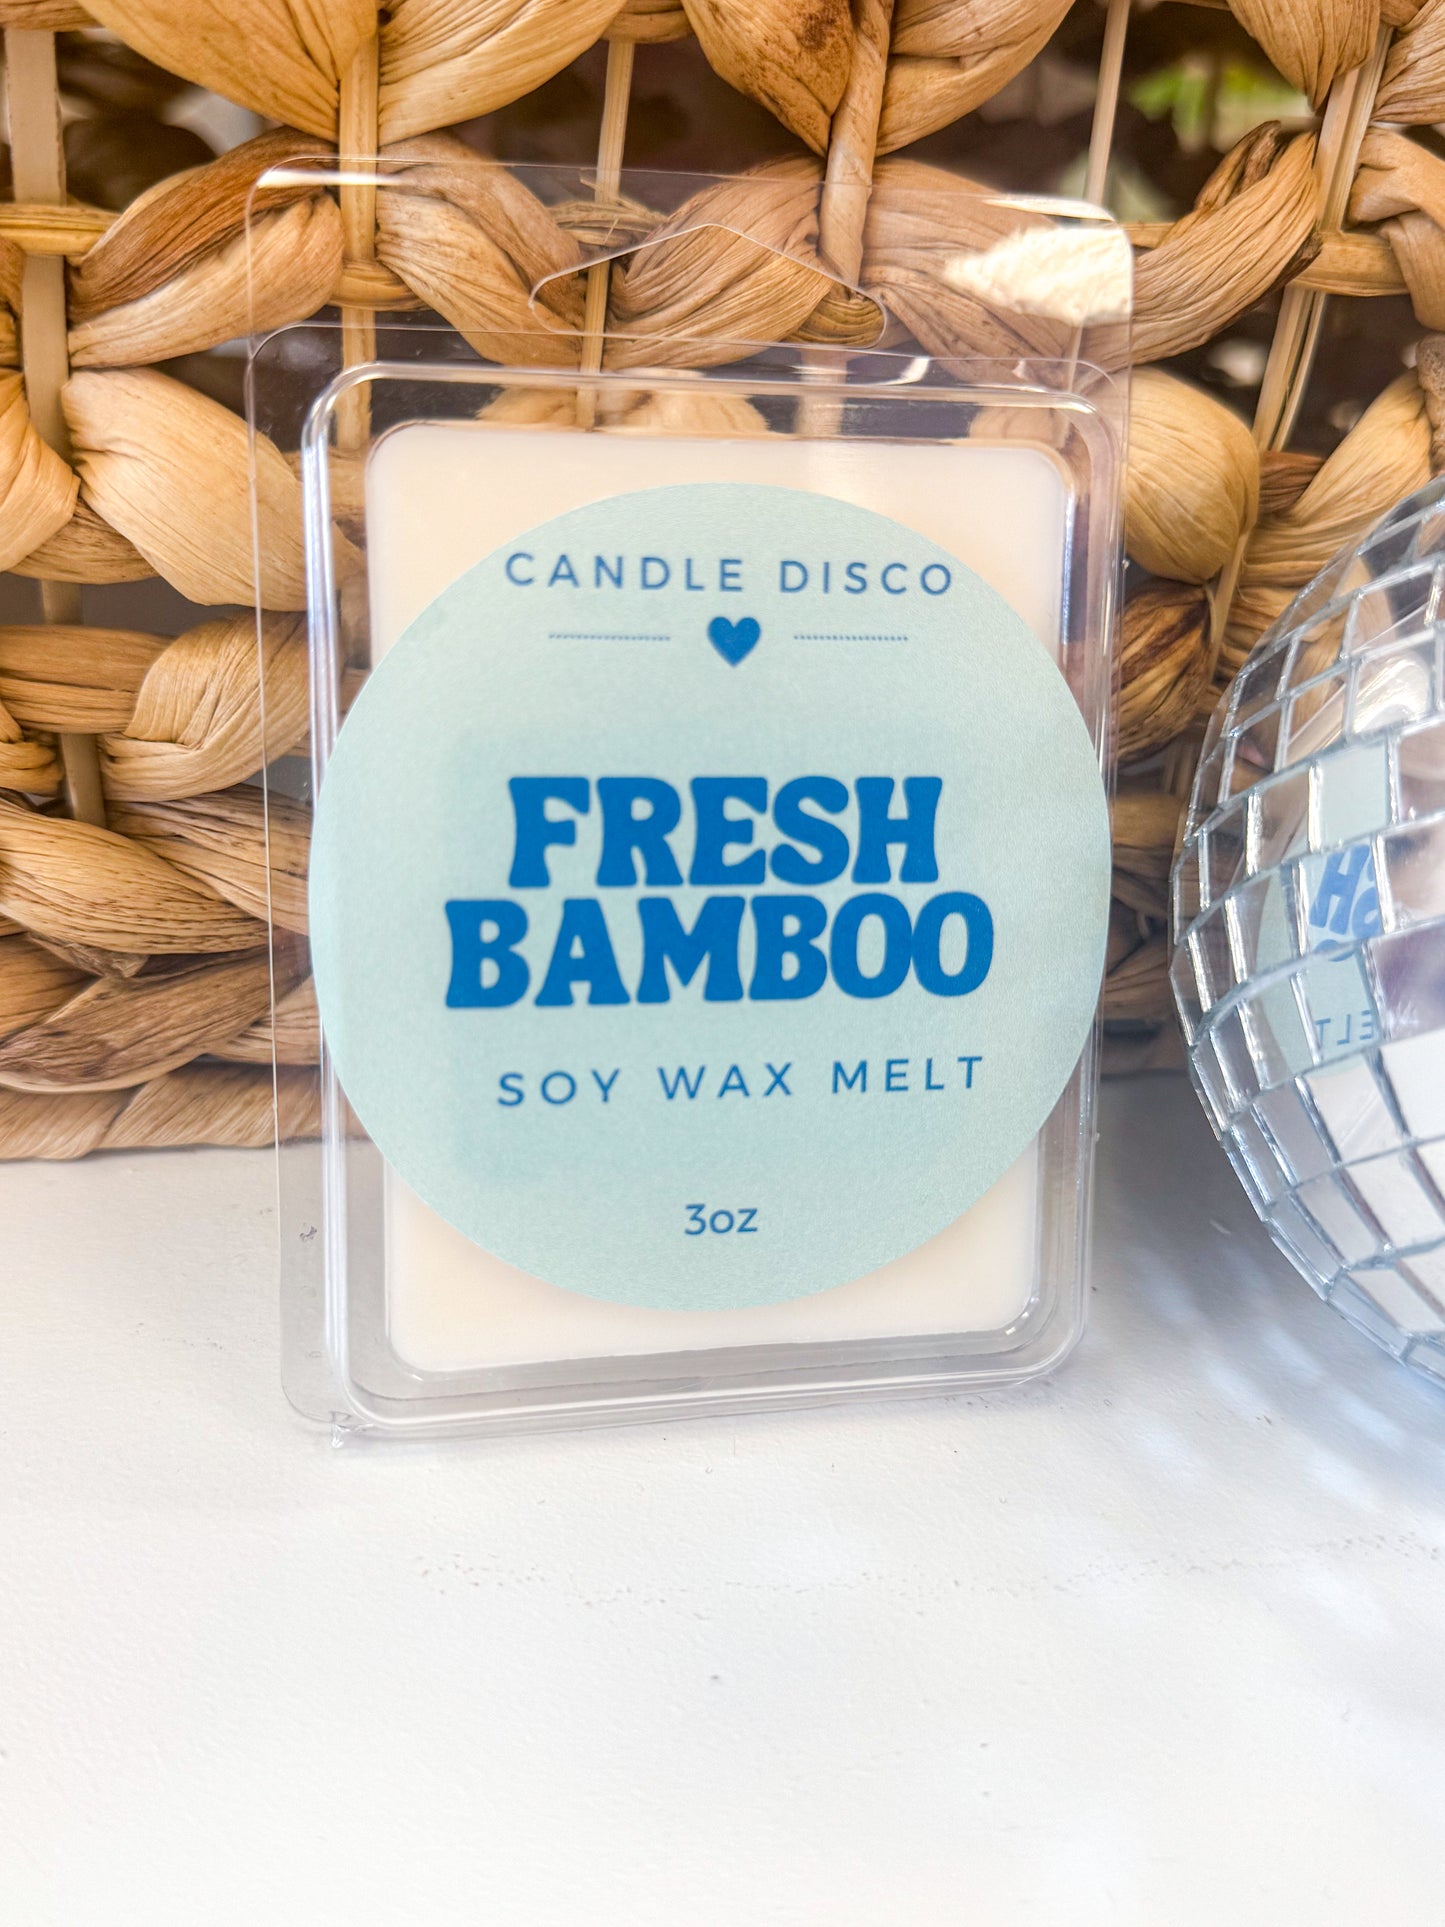 CANDLE DISCO
FRESH
BAMBOO
SOY WAX MELT
3oz